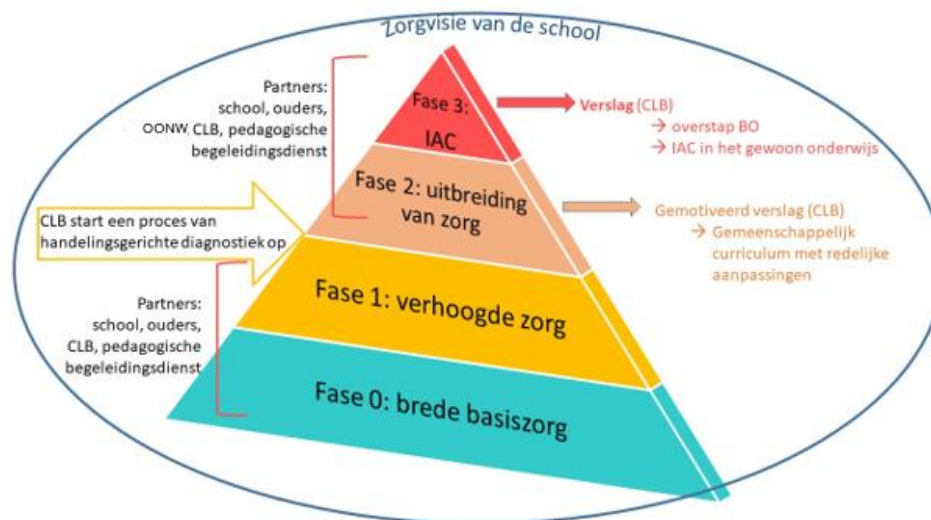 Zorgvisie van de school
Partners:
school, ouders,
OONW, CLB, pedagogische
begeleidingsdienst
Fase 3:
IAC
Verslag (CLB)
→ overstap BO
→ IAC in het gewoon onderwijs
Fase 2: uitbreiding
van zorg
Gemotiveerd verslag (CLB)
→ Gemeenschappelijk
curriculum met redelijke
aanpassingen
CLB start een proces van
handelingsgerichte diagnostiek op
Fase 1: verhoogde zorg
Partners:
school, ouders,
CLB, pedagogische
begeleidingsdienst
Fase 0: brede basiszorg